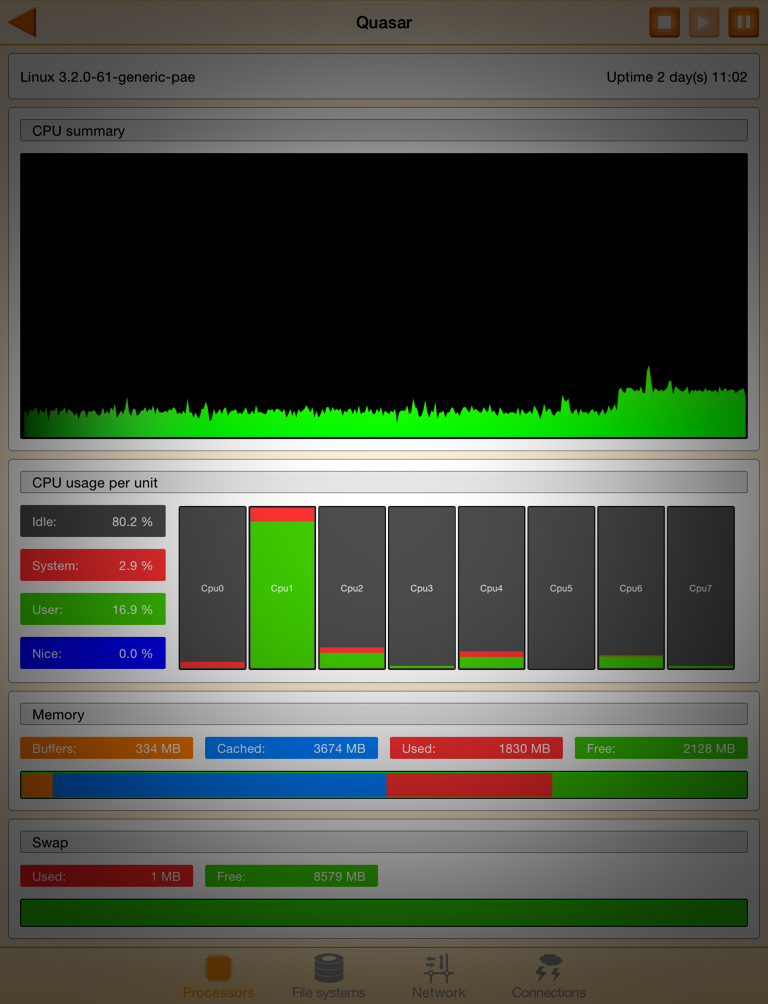 Quasar
Linux 3.2.0-61-generic-pae Uptime 2 day(s) 11:02
CPU summary
CPU usage per unit
Idle: 80.2 %
System: 2.9 %
User: 16.9 %
Nice: 0.0 %
Cpu0 Cpu1 Cpu2 Cpu3 Cpu4 Cpu5 Cpu6 Cpu7
Memory
Buffers: 334 MB Cached: 3674 MB Used: 1830 MB Free: 2128 MB
Swap
Used: 1 MB Free: 8579 MB
Processors File systems Network Connections